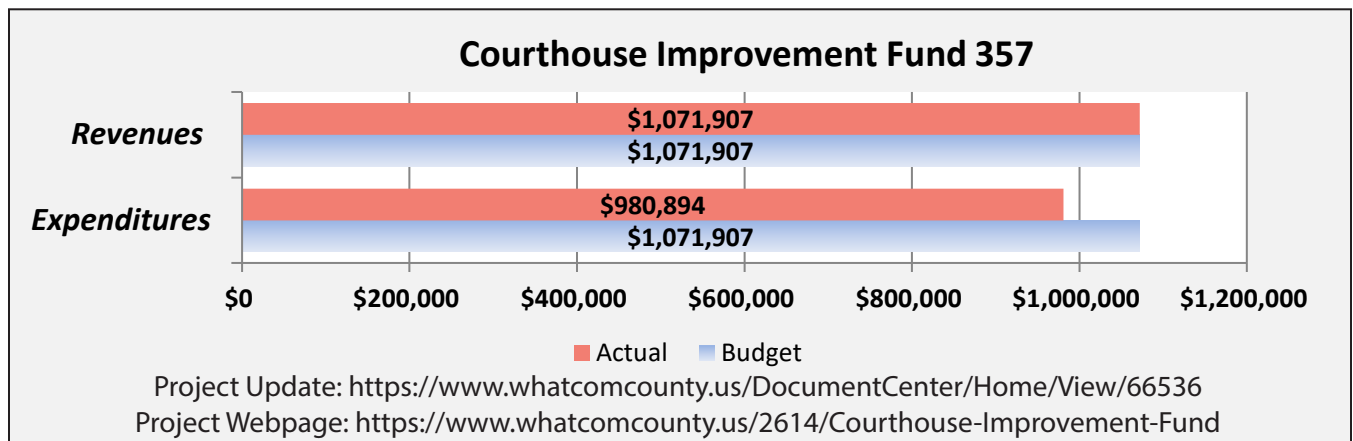 Courthouse Improvement Fund 357
Revenues
$1,071,907
$1,071,907
Expenditures
$980,894
$1,071,907
$0 $200,000 $400,000 $600,000 $800,000 $1,000,000 $1,200,000
Actual Budget
Project Update: https://www.whatcomcounty.us/DocumentCenter/Home/View/66536
Project Webpage: https://www.whatcomcounty.us/2614/Courthouse-Improvement-Fund